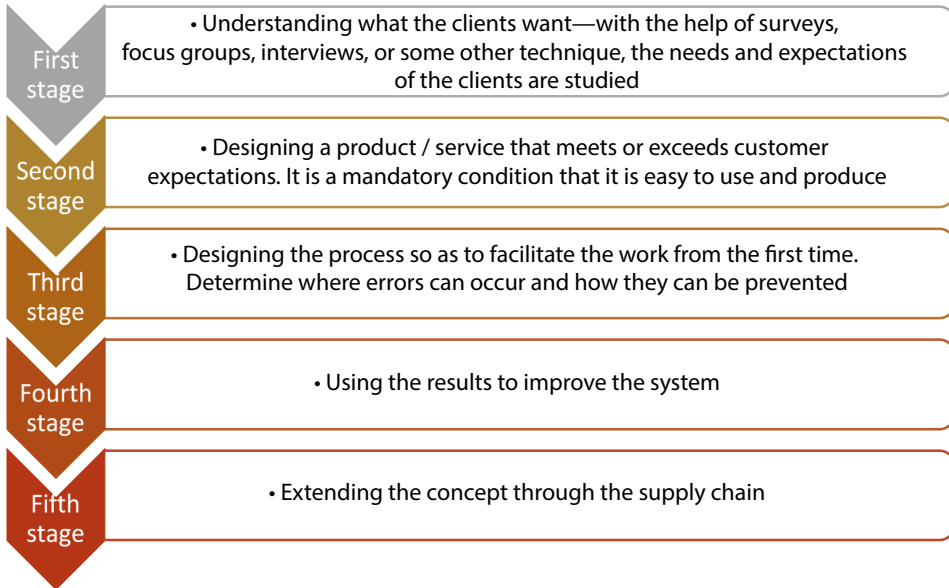 First
stage
• Understanding what the clients want—with the help of surveys,
focus groups, interviews, or some other technique, the needs and expectations
of the clients are studied
Second
stage
• Designing a product / service that meets or exceeds customer
expectations. It is a mandatory condition that it is easy to use and produce
Third
stage
• Designing the process so as to facilitate the work from the first time.
Determine where errors can occur and how they can be prevented
Fourth
stage
• Using the results to improve the system
Fifth
stage
• Extending the concept through the supply chain